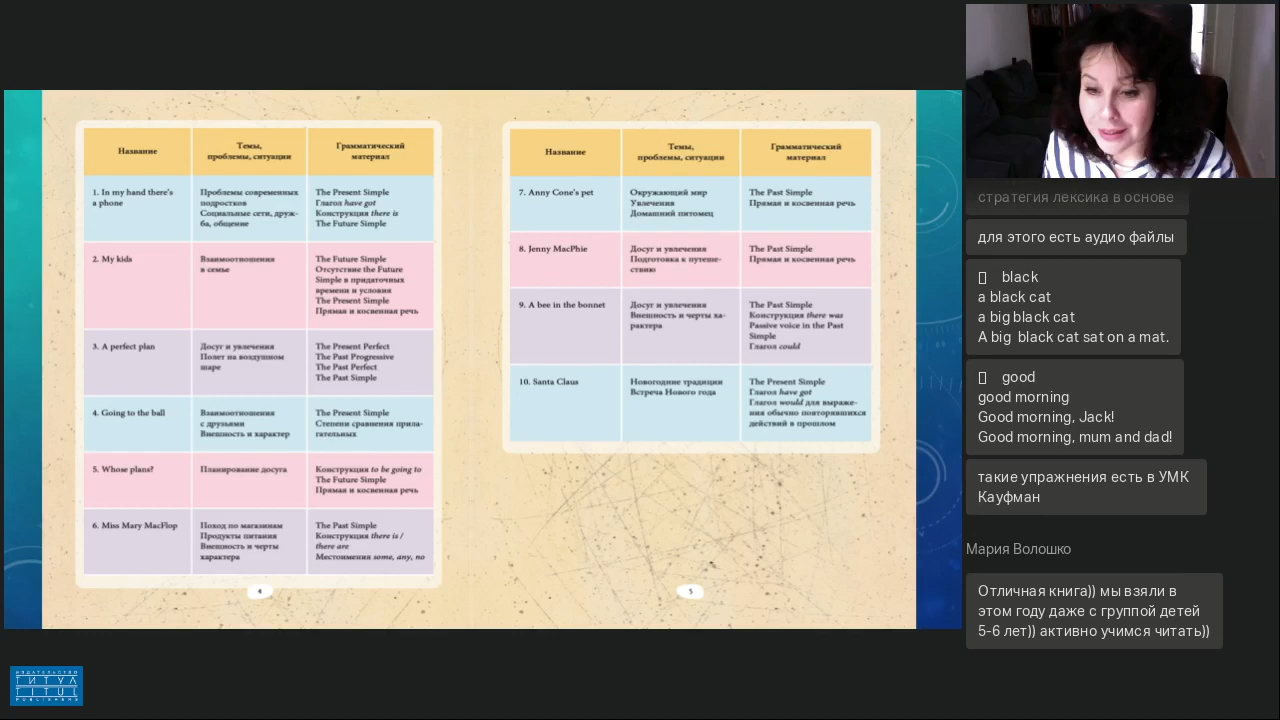 Название
Темы,
проблемы, ситуации
Грамматический
материал
1. In my hand there's
a phone
Проблемы современных
подростков
Социальные сети, друж-
ба, общение
The Present Simple
Глагол have got
Конструкция there is
The Future Simple
2. My kids
Взаимоотношения
в семье
The Future Simple
Отсутствие the Future
Simple в придаточных
времени и условия
The Present Simple
Прямая и косвенная речь
3. A perfect plan
Досуг и увлечения
Полет на воздушном
шаре
The Present Perfect
The Past Progressive
The Past Perfect
The Past Simple
4. Going to the ball
Взаимоотношения
с друзьями
Внешность и характер
The Present Simple
Степени сравнения прила-
гательных
5. Whose plans?
Планирование досуга
Конструкция to be going to
The Future Simple
Прямая и косвенная речь
6. Miss Mary MacFlop
Поход по магазинам
Продукты питания
Внешность и черты
характера
The Past Simple
Конструкция there is /
there are
Местоимения some, any, no
4
Название
Темы,
проблемы, ситуации
Грамматический
материал
7. Anny Cone's pet
Окружающий мир
Увлечения
Домашний питомец
The Past Simple
Прямая и косвенная речь
8. Jenny MacPhie
Досуг и увлечения
Подготовка к путеше-
ствию
The Past Simple
Прямая и косвенная речь
9. A bee in the bonnet
Досуг и увлечения
Внешность и черты ха-
рактера
The Past Simple
Конструкция there was
Passive voice in the Past
Simple
Глагол could
10. Santa Claus
Новогодние традиции
Встреча Нового года
The Present Simple
Глагол have got
Глагол would для выраже-
ния обычно повторявшихся
действий в прошлом
5
стратегия лексика в основе
для этого есть аудио файлы
black
a black cat
a big black cat
A big black cat sat on a mat.
good
good morning
Good morning, Jack!
Good morning, mum and dad!
такие упражнения есть в УМК
Кауфман
Мария Волошко
Отличная книга)) мы взяли в
этом году даже с группой детей
5-6 лет)) активно учимся читать))
ИЗДАТЕЛЬСТВО
ТИТУЛ
TITUL
PUBLISHERS